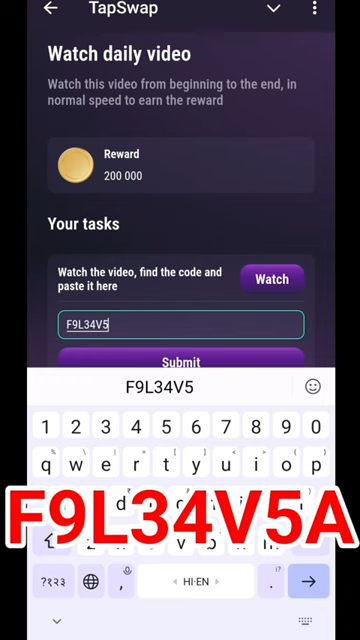 TapSwap
Watch daily video
Watch this video from beginning to the end, in
normal speed to earn the reward
Reward
200 000
Your tasks
Watch the video, find the code and
paste it here
Watch
F9L34V5
Submit
F9L34V5
1 2 3 4 5 6 7 8 9 0
q w e r t y u i o p
F9L34V5A
?१२३
HI·EN